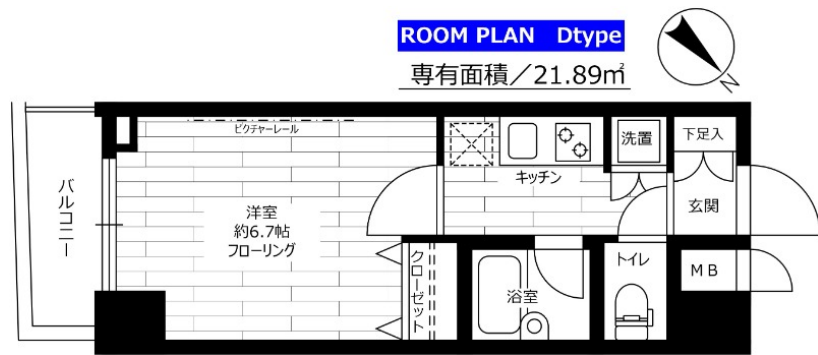 ROOM PLAN Dtype
専有面積／21.89㎡
N
ピクチャーレール
洗置
下足入
キッチン
バルコニー
洋室
約6.7帖
フローリング
玄関
クローゼット
浴室
トイレ
MB